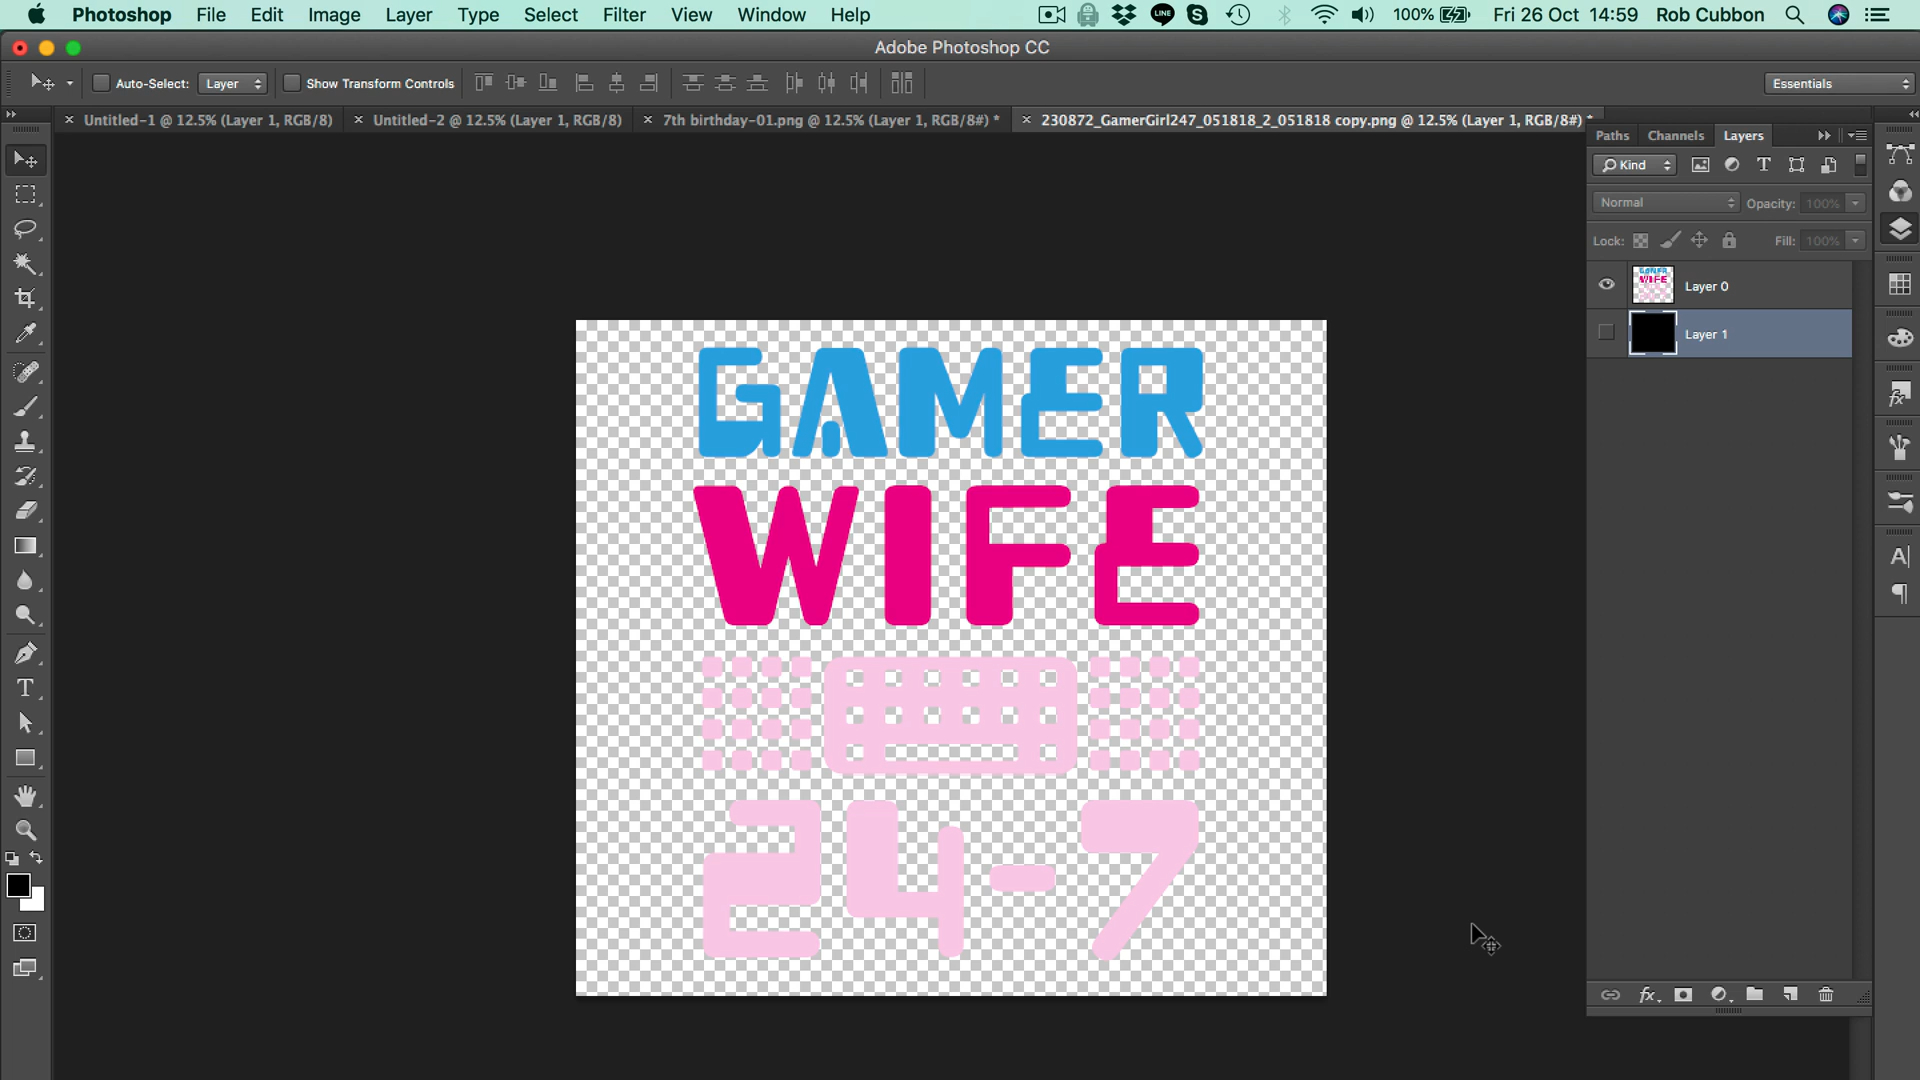 Photoshop File Edit Image Layer Type Select Filter View Window Help LINE 100% Fri 26 Oct 14:59 Rob Cubbon
Adobe Photoshop CC
Auto-Select: Layer Show Transform Controls Essentials
Untitled-1 @ 12.5% (Layer 1, RGB/8) Untitled-2 @ 12.5% (Layer 1, RGB/8) 7th birthday-01.png @ 12.5% (Layer 1, RGB/8#) * 230872_GamerGirl247_051818_2_051818 copy.png @ 12.5% (Layer 1, RGB/8#) *
Paths Channels Layers
Kind
Normal Opacity: 100%
Lock: Fill: 100%
Layer 0
Layer 1
GAMER
WIFE
24-7